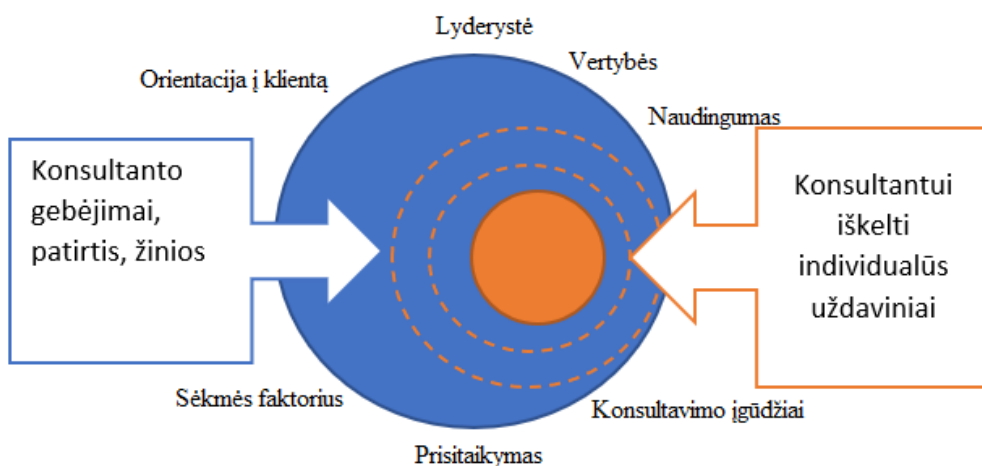 Lyderystė
Vertybės
Orientacija į klientą
Naudingumas
Konsultanto
gebėjimai,
patirtis, žinios
Konsultantui
iškelti
individualūs
uždaviniai
Sėkmės faktorius
Konsultavimo įgūdžiai
Prisitaikymas